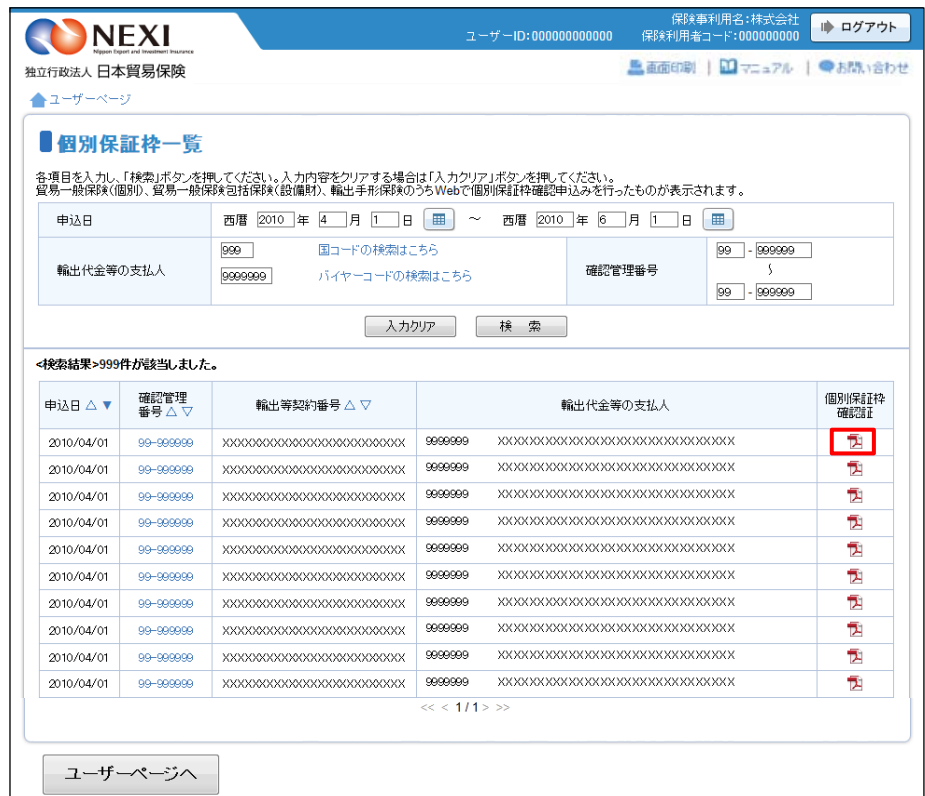 NEXI
Nippon Export and Investment Insurance
独立行政法人 日本貿易保険
保険事利用名:株式会社
ユーザーID:000000000000 保険利用者コード:000000000
ログアウト
画面印刷 | マニュアル | お問い合わせ
ユーザーページ
個別保証枠一覧
各項目を入力し、「検索」ボタンを押してください。入力内容をクリアする場合は「入力クリア」ボタンを押してください。
貿易一般保険(個別)、貿易一般保険包括保険(設備財)、輸出手形保険のうちWebで個別保証枠確認申込みを行ったものが表示されます。
申込日 西暦 2010 年 4 月 1 日 ~ 西暦 2010 年 6 月 1 日
輸出代金等の支払人
999 国コードの検索はこちら
9999999 バイヤーコードの検索はこちら
確認管理番号
99 - 999999
~
99 - 999999
入力クリア 検 索
<検索結果>999件が該当しました。
申込日 △ ▼ 確認管理番号 △ ▽ 輸出等契約番号 △ ▽ 輸出代金等の支払人 個別保証枠確認証
2010/04/01 99-999999 XXXXXXXXXXXXXXXXXXXXXXXXXX 9999999 XXXXXXXXXXXXXXXXXXXXXXXXXXXXXXXX
2010/04/01 99-999999 XXXXXXXXXXXXXXXXXXXXXXXXXX 9999999 XXXXXXXXXXXXXXXXXXXXXXXXXXXXXXXX
2010/04/01 99-999999 XXXXXXXXXXXXXXXXXXXXXXXXXX 9999999 XXXXXXXXXXXXXXXXXXXXXXXXXXXXXXXX
2010/04/01 99-999999 XXXXXXXXXXXXXXXXXXXXXXXXXX 9999999 XXXXXXXXXXXXXXXXXXXXXXXXXXXXXXXX
2010/04/01 99-999999 XXXXXXXXXXXXXXXXXXXXXXXXXX 9999999 XXXXXXXXXXXXXXXXXXXXXXXXXXXXXXXX
2010/04/01 99-999999 XXXXXXXXXXXXXXXXXXXXXXXXXX 9999999 XXXXXXXXXXXXXXXXXXXXXXXXXXXXXXXX
2010/04/01 99-999999 XXXXXXXXXXXXXXXXXXXXXXXXXX 9999999 XXXXXXXXXXXXXXXXXXXXXXXXXXXXXXXX
2010/04/01 99-999999 XXXXXXXXXXXXXXXXXXXXXXXXXX 9999999 XXXXXXXXXXXXXXXXXXXXXXXXXXXXXXXX
2010/04/01 99-999999 XXXXXXXXXXXXXXXXXXXXXXXXXX 9999999 XXXXXXXXXXXXXXXXXXXXXXXXXXXXXXXX
2010/04/01 99-999999 XXXXXXXXXXXXXXXXXXXXXXXXXX 9999999 XXXXXXXXXXXXXXXXXXXXXXXXXXXXXXXX
<< < 1/1 > >>
ユーザーページへ